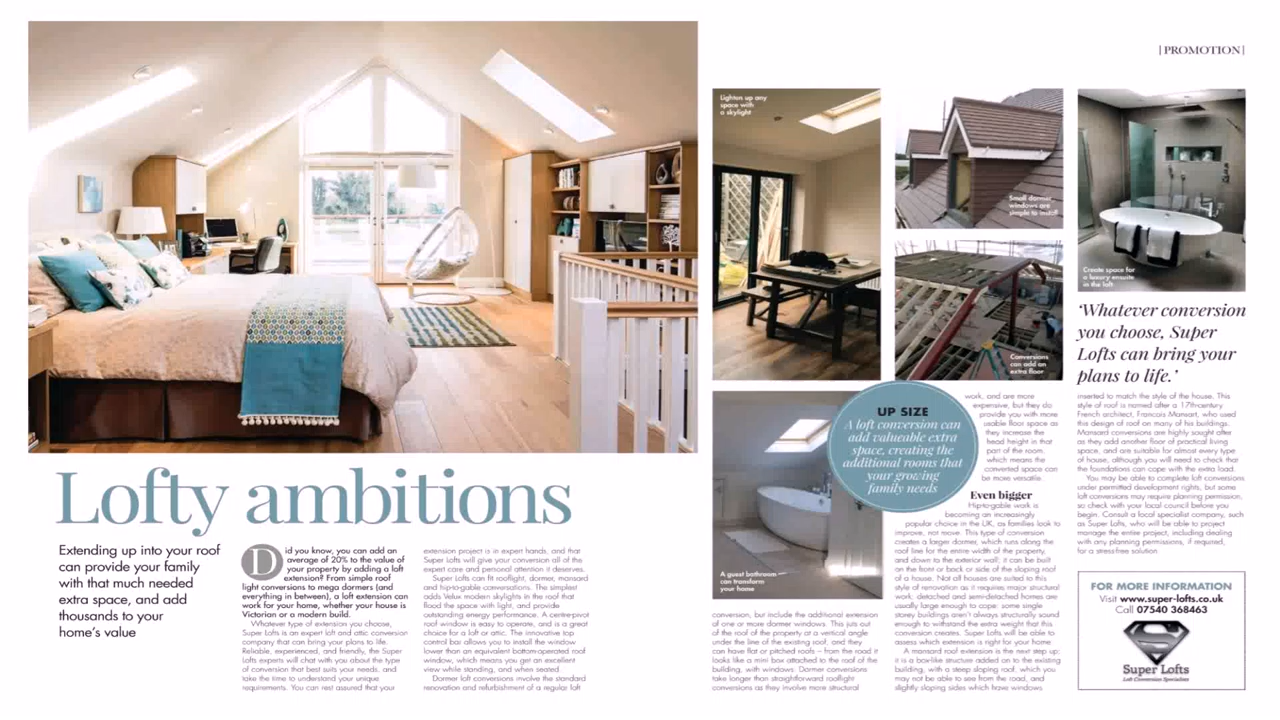 | PROMOTION |
Lighten up any
space with
a skylight
Small dormer
windows are
simple to install
Create space for
a luxury ensuite
in the loft
Conversions
can add an
extra floor
A guest bathroom
can transform
your home
UP SIZE
A loft conversion can
add valueable extra
space, creating the
additional rooms that
your growing
family needs
'Whatever conversion
you choose, Super
Lofts can bring your
plans to life.'
Lofty ambitions
Extending up into your roof
can provide your family
with that much needed
extra space, and add
thousands to your
home's value
Did you know, you can add an
average of 20% to the value of
your property by adding a loft
extension? From simple roof
light conversions to mega dormers (and
everything in between), a loft extension can
work for your home, whether your house is
Victorian or a modern build.
Whatever type of extension you choose,
Super Lofts is an expert loft and attic conversion
company that can bring your plans to life.
Reliable, experienced, and friendly, the Super
Lofts experts will chat with you about the type
of conversion that best suits your needs, and
take the time to understand your unique
requirements. You can rest assured that your
extension project is in expert hands, and that
Super Lofts will give your conversion all of the
expert care and personal attention it deserves.
Super Lofts can fit rooflight, dormer, mansard
and hip-to-gable conversations. The simplest
adds Velux modern skylights in the roof that
flood the space with light, and provide
outstanding energy performance. A centre-pivot
roof window is easy to operate, and is a great
choice for a loft or attic. The innovative top
control bar allows you to install the window
lower than an equivalent bottom-operated roof
window, which means you get an excellent
view while standing, and when seated.
Dormer loft conversions involve the standard
renovation and refurbishment of a regular loft
conversion, but include the additional extension
of one or more dormer windows. This juts out
of the roof of the property at a vertical angle
under the line of the existing roof, and they
can have flat or pitched roofs – from the road it
looks like a mini box attached to the roof of the
building, with windows. Dormer conversions
take longer than straightforward rooflight
conversions as they involve more structural
work, and are more
expensive, but they do
provide you with more
usable floor space as
they increase the
head height in that
part of the room,
which means the
converted space can
be more versatile.
Even bigger
Hip-to-gable work is
becoming an increasingly
popular choice in the UK, as families look to
improve, not move. This type of conversion
creates a larger dormer, which runs along the
roof line for the entire width of the property,
and down to the exterior wall; it can be built
on the front or back or side of the sloping roof
of a house. Not all houses are suited to this
style of renovation as it requires major structural
work; detached and semi-detached homes are
usually large enough to cope: some single
storey buildings aren't always structurally sound
enough to withstand the extra weight that this
conversion creates. Super Lofts will be able to
assess which extension is right for your home.
A mansard roof extension is the next step up:
it is a box-like structure added on to the existing
building, with a steep sloping roof, which you
may not be able to see from the road, and
slightly sloping sides which have windows
inserted to match the style of the house. This
style of roof is named after a 17th-century
French architect, Francois Mansart, who used
this design of roof on many of his buildings.
Mansard conversions are highly sought after
as they add another floor of practical living
space, and are suitable for almost every type
of house, although you will need to check that
the foundations can cope with the extra load.
You may be able to complete loft conversions
under permitted development rights, but some
loft conversions may require planning permission,
so check with your local council before you
begin. Consult a local specialist company, such
as Super Lofts, who will be able to project
manage the entire project, including dealing
with any planning permissions, if required,
for a stress-free solution
FOR MORE INFORMATION
Visit www.super-lofts.co.uk
Call 07540 368463
Super Lofts
Loft Conversion Specialists